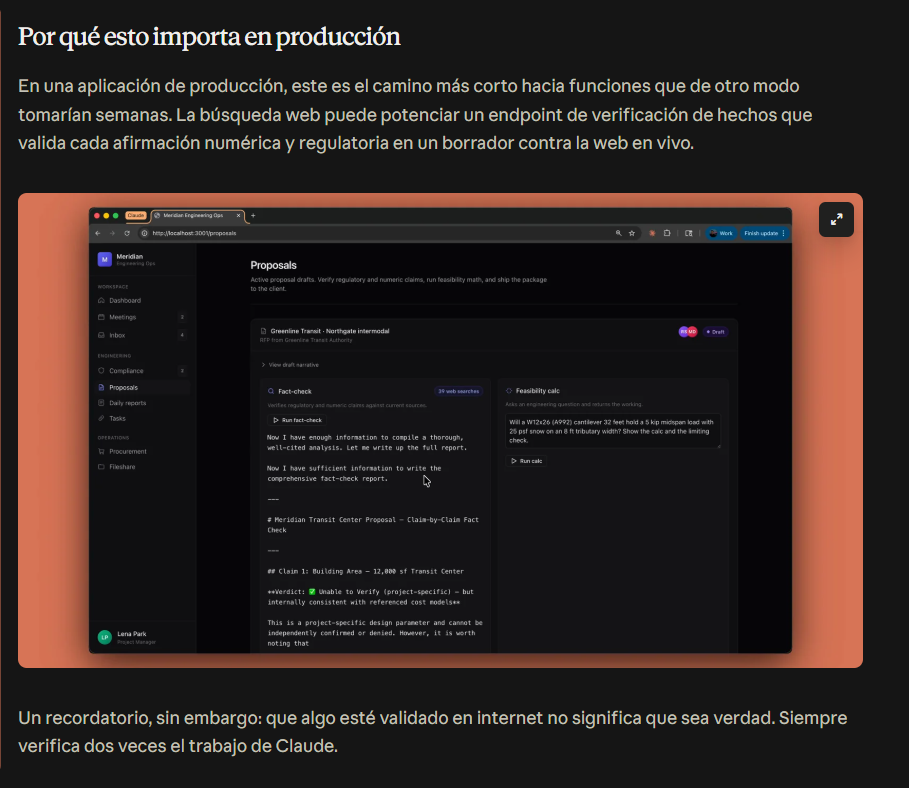 Por qué esto importa en producción
En una aplicación de producción, este es el camino más corto hacia funciones que de otro modo
tomarían semanas. La búsqueda web puede potenciar un endpoint de verificación de hechos que
valida cada afirmación numérica y regulatoria en un borrador contra la web en vivo.
Claude
Meridian Engineering Ops
http://localhost:3001/proposals
Work
Finish update
M
Meridian
Engineering Ops
WORKSPACE
Dashboard
Meetings
Inbox
4
ENGINEERING
Compliance
Proposals
Daily reports
Tasks
OPERATIONS
Procurement
Fileshare
LP
Lena Park
Project Manager
Proposals
Active proposal drafts. Verify regulatory and numeric claims, run feasibility math, and ship the package
to the client.
Greenline Transit · Northgate intermodal
RFP from Greenline Transit Authority
MD
Draft
View draft narrative
Fact-check
39 web searches
Verifies regulatory and numeric claims against current sources.
Run fact-check
Now I have enough information to compile a thorough,
well-cited analysis. Let me write up the full report.
Now I have sufficient information to write the
comprehensive fact-check report.
---
# Meridian Transit Center Proposal — Claim-by-Claim Fact
Check
---
## Claim 1: Building Area — 12,000 sf Transit Center
**Verdict: ✅ Unable to Verify (project-specific) — but
internally consistent with referenced cost models**
This is a project-specific design parameter and cannot be
independently confirmed or denied. However, it is worth
noting that
Feasibility calc
Asks an engineering question and returns the working.
Will a W12x26 (A992) cantilever 32 feet hold a 5 kip midspan load with
25 psf snow on an 8 ft tributary width? Show the calc and the limiting
check.
Run calc
Un recordatorio, sin embargo: que algo esté validado en internet no significa que sea verdad. Siempre
verifica dos veces el trabajo de Claude.